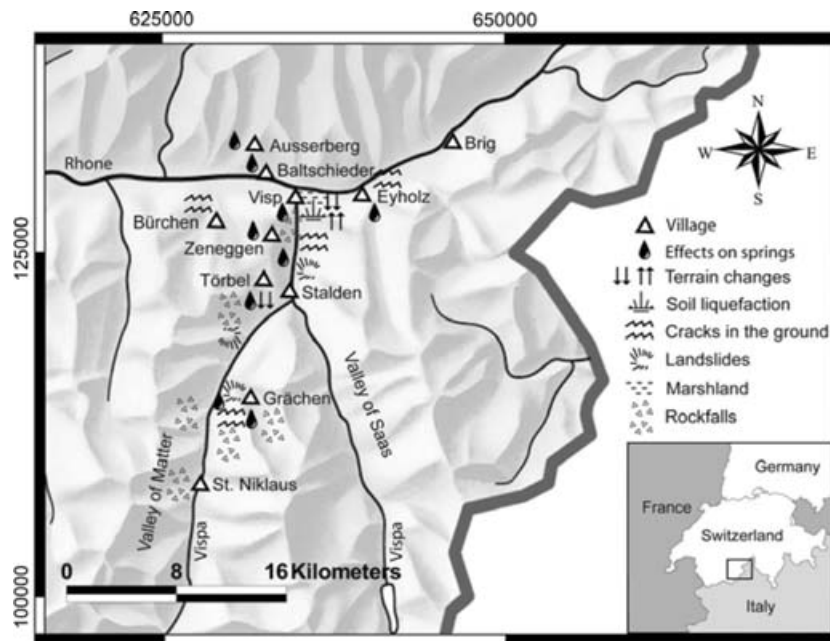 625000
650000
125000
100000
Ausserberg
Baltschieder
Brig
Rhone
Visp
Eyholz
Bürchen
Zeneggen
Törbel
Stalden
Grächen
St. Niklaus
Valley of Matter
Vispa
Valley of Saas
Vispa
0 8 16 Kilometers
N
W E
S
Village
Effects on springs
Terrain changes
Soil liquefaction
Cracks in the ground
Landslides
Marshland
Rockfalls
Germany
France
Switzerland
Italy